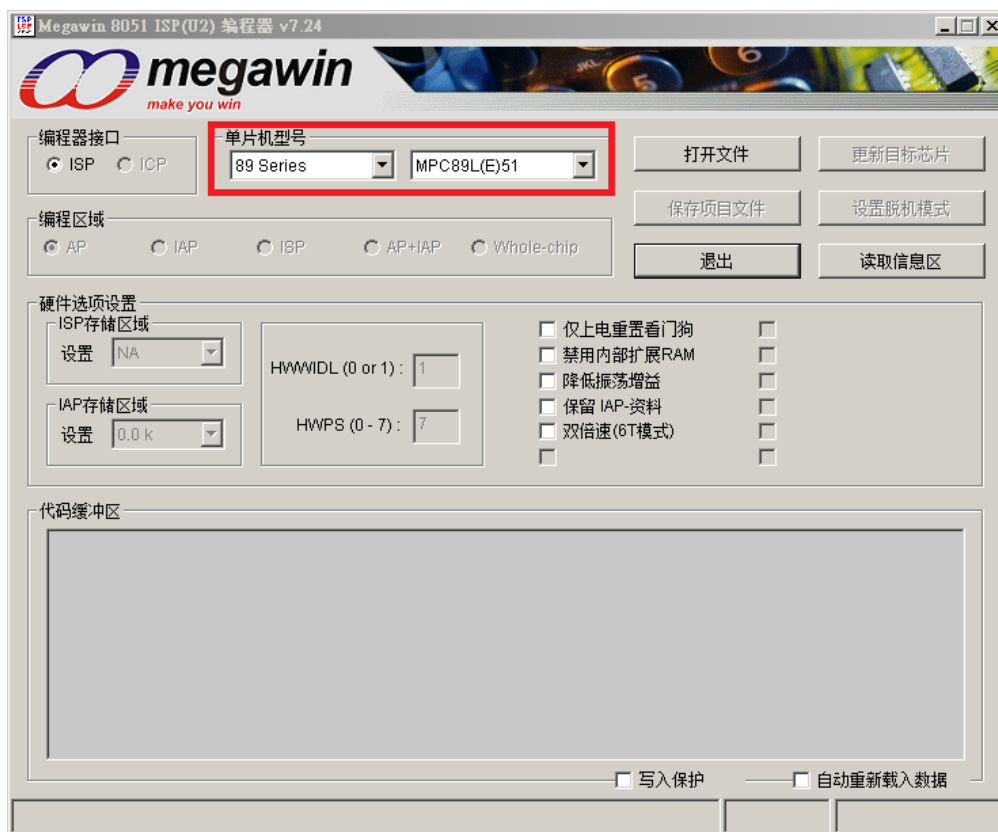 Megawin 8051 ISP(U2) 编程器 v7.24
megawin
make you win
编程器接口
ISP ICP
单片机型号
89 Series MPC89L(E)51
打开文件 更新目标芯片
保存项目文件 设置脱机模式
退出 读取信息区
编程区域
AP IAP ISP AP+IAP Whole-chip
硬件选项设置
ISP存储区域
设置 NA
IAP存储区域
设置 0.0 k
HWWIDL (0 or 1) : 1
HWPS (0 - 7) : 7
仅上电重置看门狗
禁用内部扩展RAM
降低振荡增益
保留 IAP-资料
双倍速(6T模式)
代码缓冲区
写入保护 自动重新载入数据